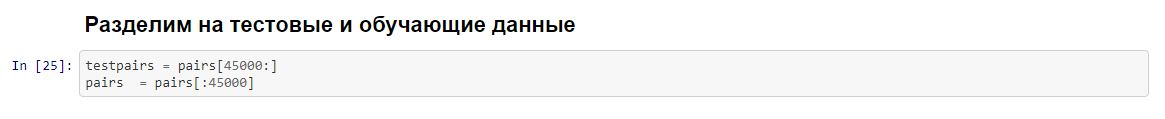 Разделим на тестовые и обучающие данные
In [25]: testpairs = pairs[45000:]
pairs  = pairs[:45000]